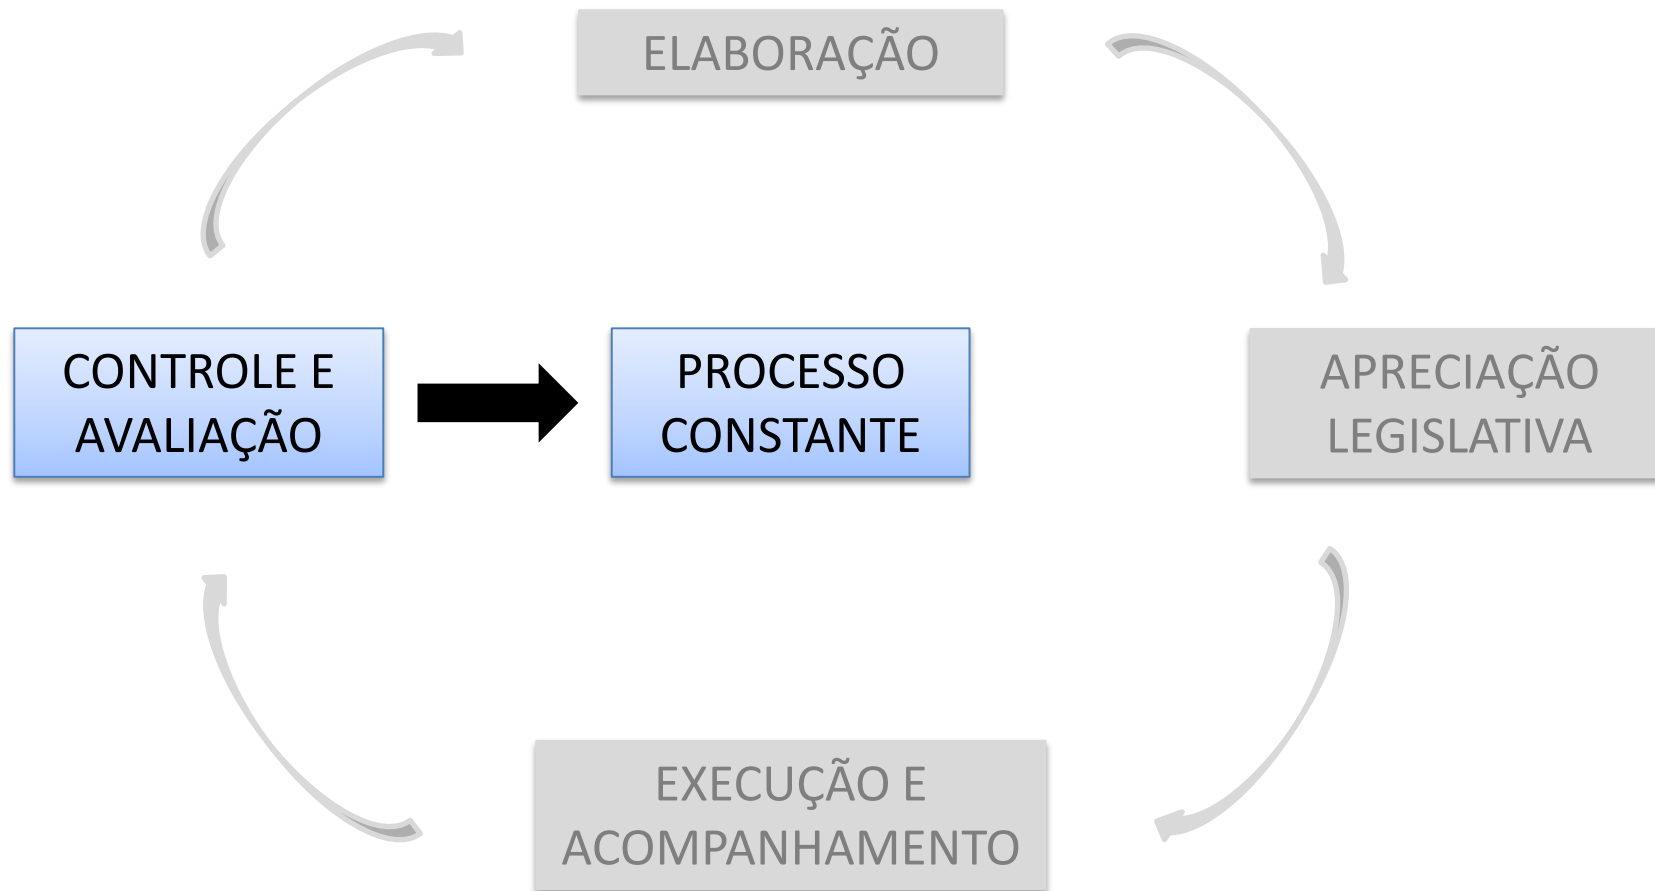 ELABORAÇÃO
CONTROLE E
AVALIAÇÃO
PROCESSO
CONSTANTE
APRECIAÇÃO
LEGISLATIVA
EXECUÇÃO E
ACOMPANHAMENTO